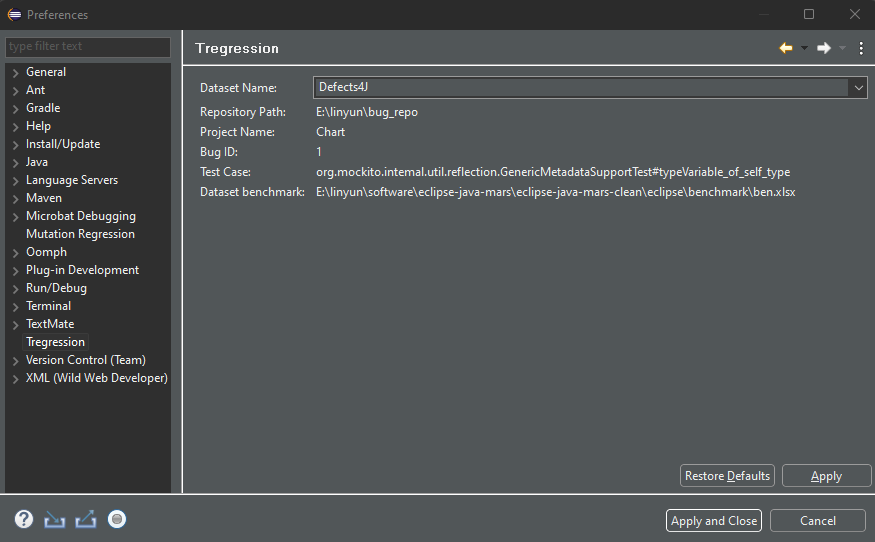 Preferences
type filter text
General
Ant
Gradle
Help
Install/Update
Java
Language Servers
Maven
Microbat Debugging
Mutation Regression
Oomph
Plug-in Development
Run/Debug
Terminal
TextMate
Tregression
Version Control (Team)
XML (Wild Web Developer)
Tregression
Dataset Name: Defects4J
Repository Path: E:\linyun\bug_repo
Project Name: Chart
Bug ID: 1
Test Case: org.mockito.internal.util.reflection.GenericMetadataSupportTest#typeVariable_of_self_type
Dataset benchmark: E:\linyun\software\eclipse-java-mars\eclipse-java-mars-clean\eclipse\benchmark\ben.xlsx
Restore Defaults Apply
Apply and Close Cancel